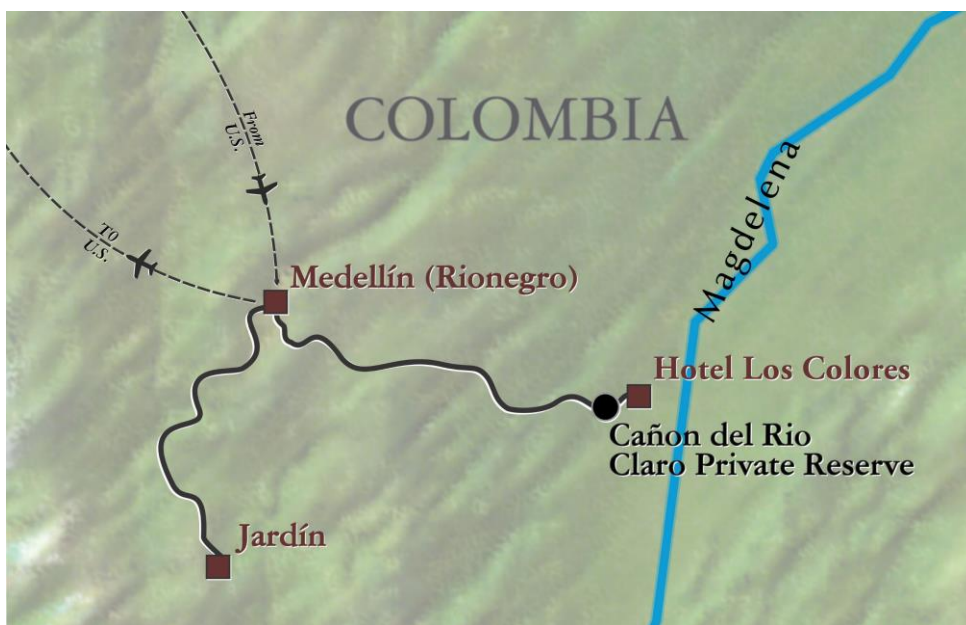 COLOMBIA
From
U.S.
To
U.S.
Magdelena
Medellín (Rionegro)
Hotel Los Colores
Cañon del Rio
Claro Private Reserve
Jardín